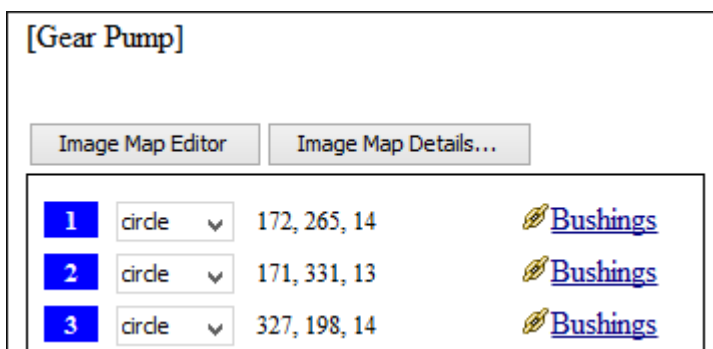 [Gear Pump]
Image Map Editor Image Map Details...
1 circle 172, 265, 14 Bushings
2 circle 171, 331, 13 Bushings
3 circle 327, 198, 14 Bushings